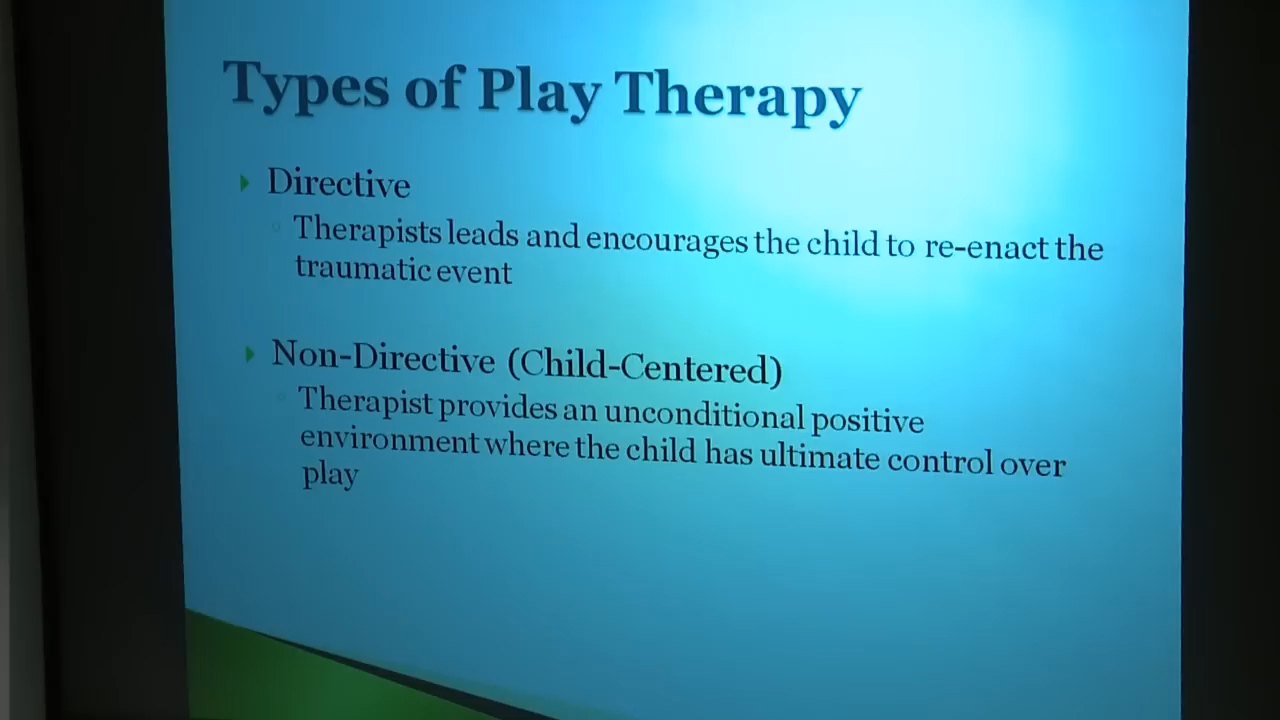 Types of Play Therapy
Directive
Therapists leads and encourages the child to re-enact the
traumatic event
Non-Directive (Child-Centered)
Therapist provides an unconditional positive
environment where the child has ultimate control over
play